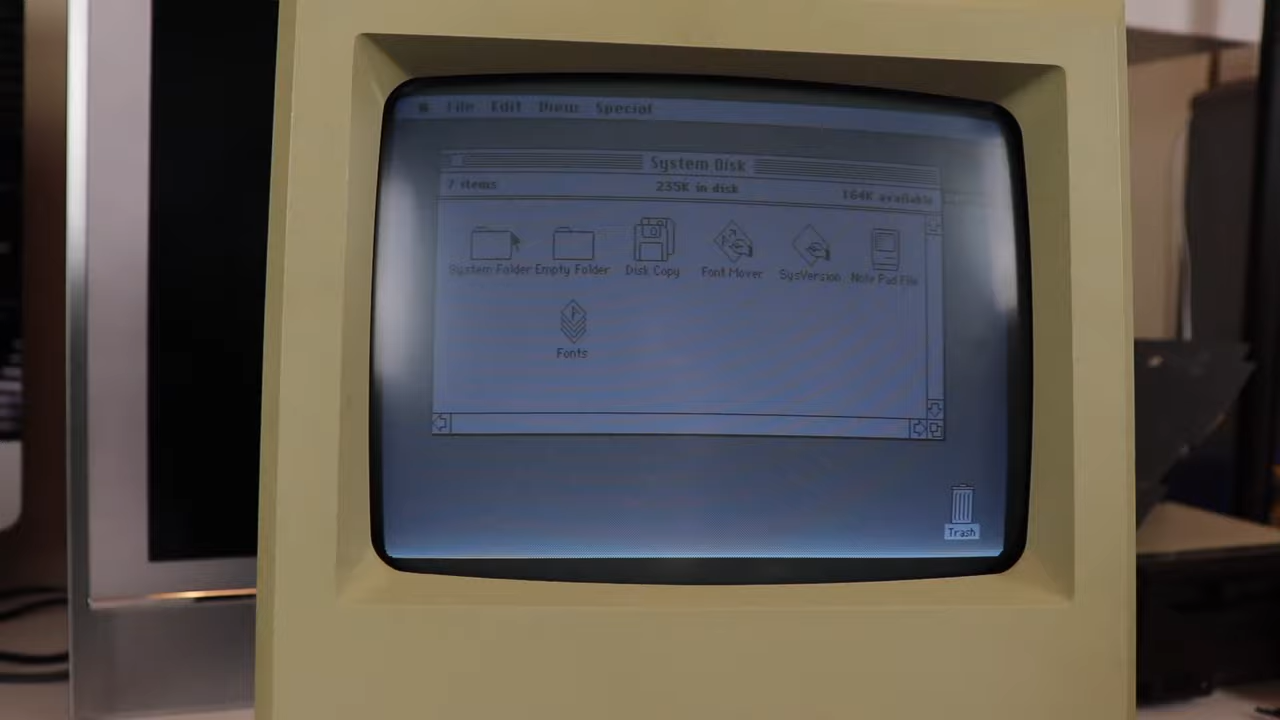 File Edit View Special
System Disk
7 items 235K in disk 164K available
System Folder Empty Folder Disk Copy Font Mover SysVersion Note Pad File
Fonts
Trash